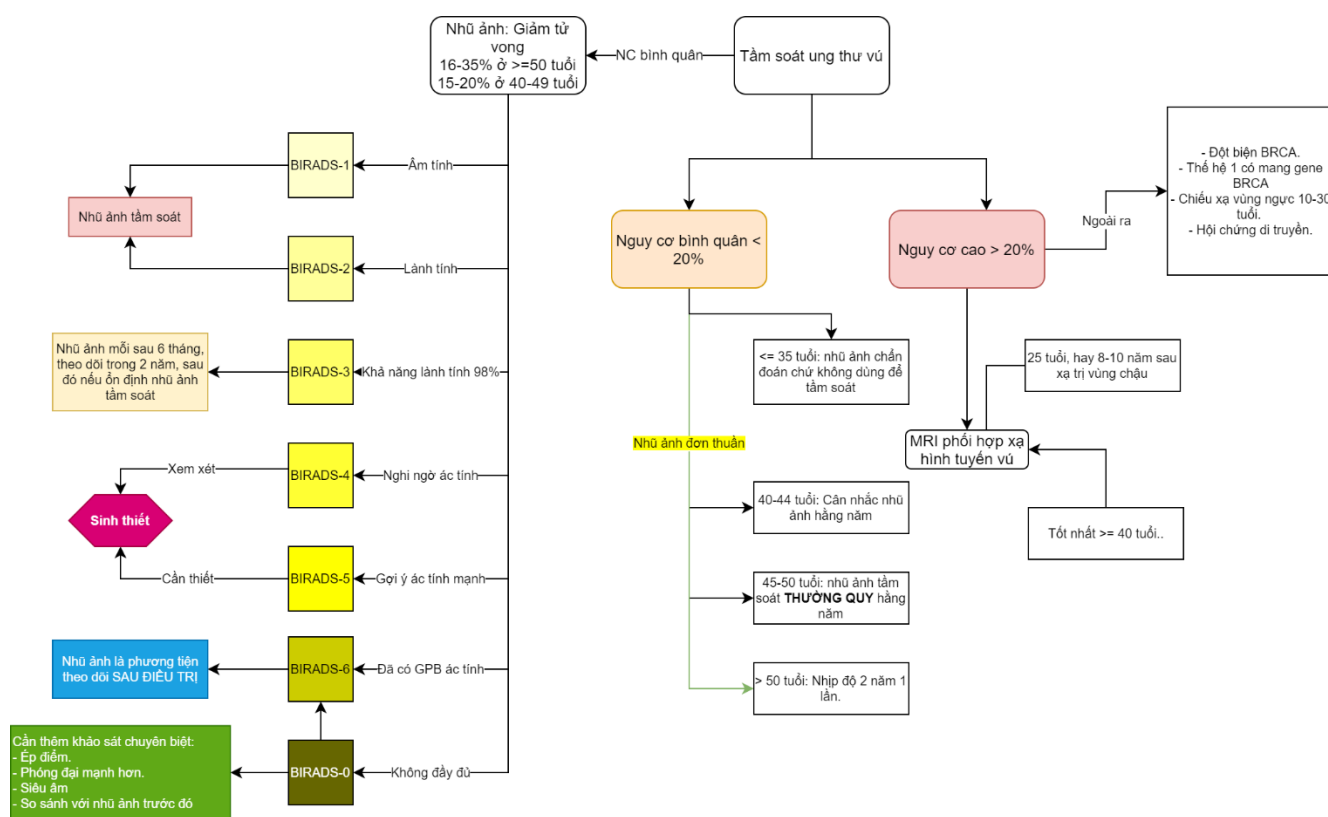 Nhũ ảnh: Giảm tử
vong
16-35% ở >=50 tuổi
15-20% ở 40-49 tuổi
NC bình quân
Tầm soát ung thư vú
BIRADS-1
Âm tính
Nhũ ảnh tầm soát
BIRADS-2
Lành tính
Nhũ ảnh mỗi sau 6 tháng,
theo dõi trong 2 năm, sau
đó nếu ổn định nhũ ảnh
tầm soát
BIRADS-3
Khả năng lành tính 98%
Xem xét
BIRADS-4
Nghi ngờ ác tính
Sinh thiết
Cần thiết
BIRADS-5
Gợi ý ác tính mạnh
Nhũ ảnh là phương tiện
theo dõi SAU ĐIỀU TRỊ
BIRADS-6
Đã có GPB ác tính
Cần thêm khảo sát chuyên biệt:
- Ép điểm.
- Phóng đại mạnh hơn.
- Siêu âm
- So sánh với nhũ ảnh trước đó
BIRADS-0
Không đầy đủ
Nguy cơ bình quân <
20%
Nguy cơ cao > 20%
Ngoài ra
- Đột biện BRCA.
- Thế hệ 1 có mang gene
BRCA
- Chiếu xạ vùng ngực 10-30
tuổi.
- Hội chứng di truyền.
<= 35 tuổi: nhũ ảnh chẩn
đoán chứ không dùng để
tầm soát
25 tuổi, hay 8-10 năm sau
xạ trị vùng chậu
Nhũ ảnh đơn thuần
MRI phối hợp xạ
hình tuyến vú
40-44 tuổi: Cân nhắc nhũ
ảnh hằng năm
Tốt nhất >= 40 tuổi..
45-50 tuổi: nhũ ảnh tầm
soát THƯỜNG QUY hằng
năm
> 50 tuổi: Nhịp độ 2 năm 1
lần.